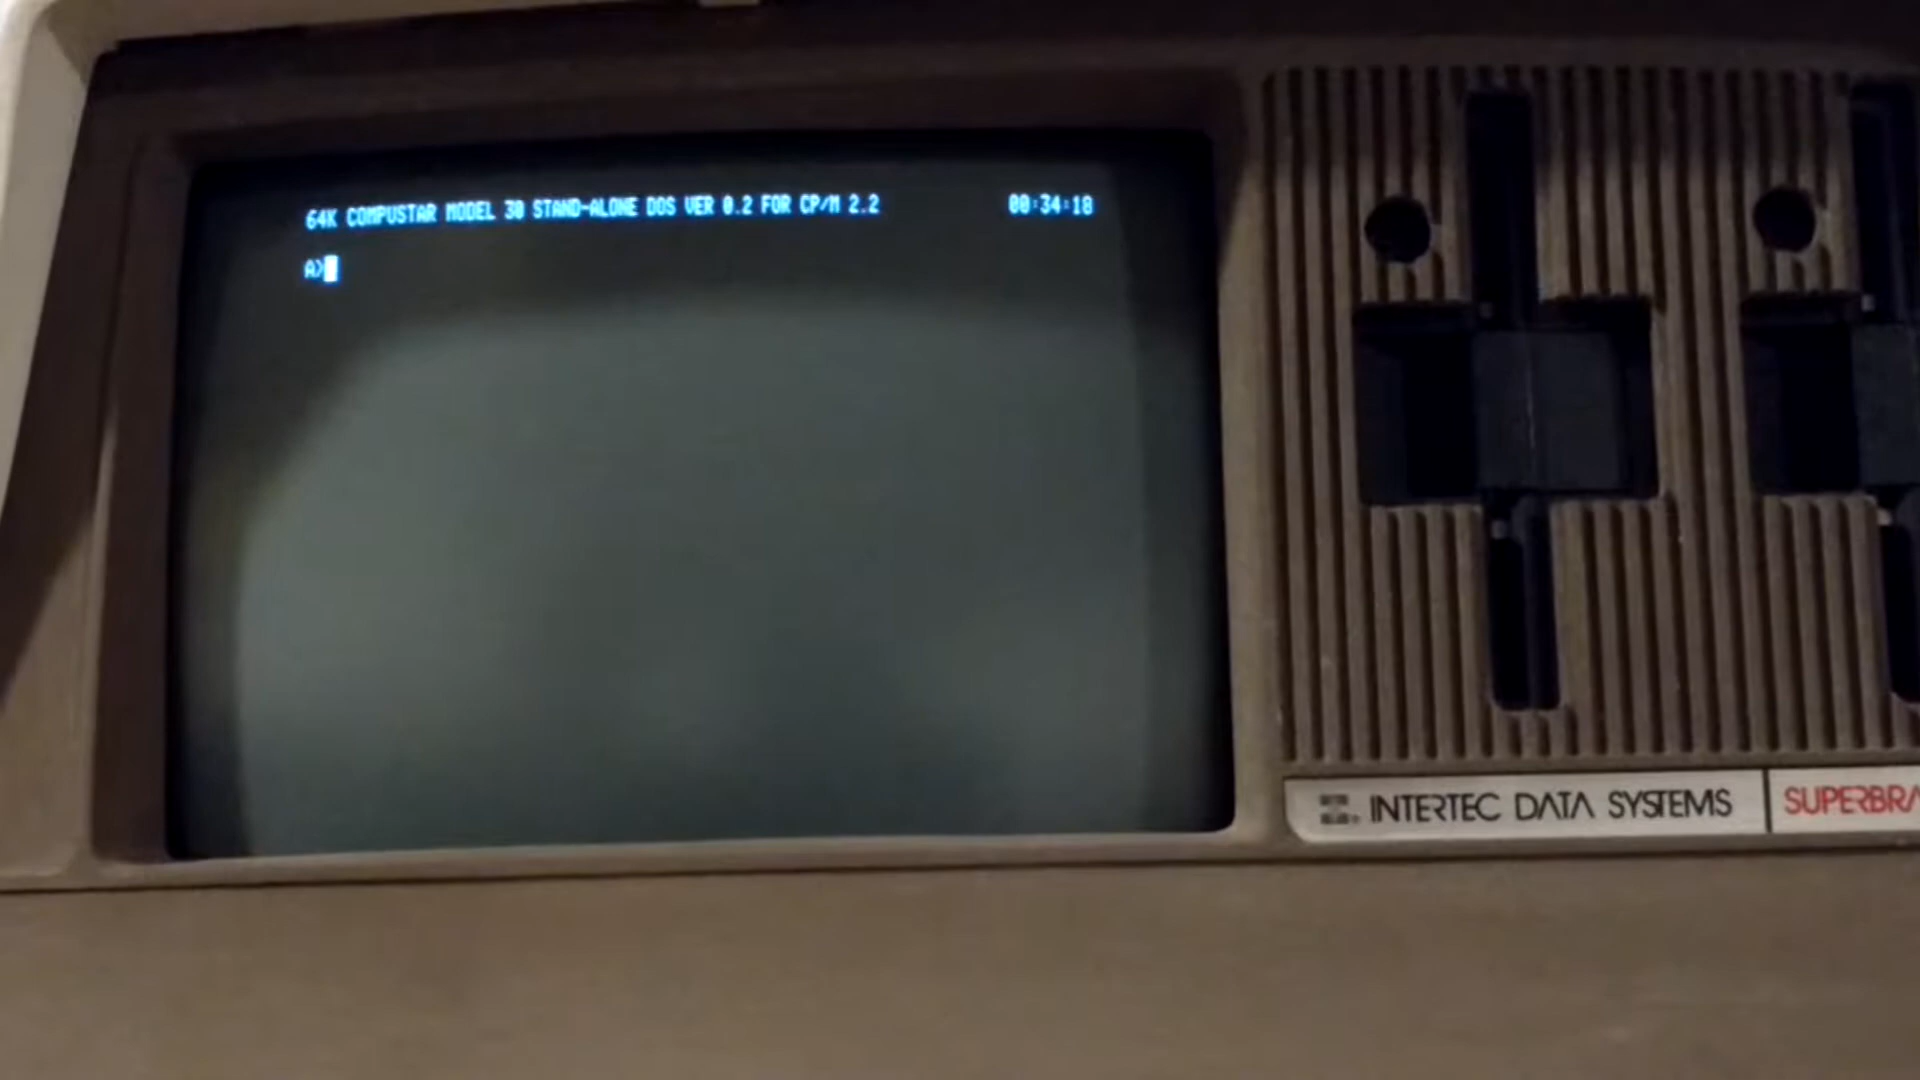 64K COMPUSTAR MODEL 30 STAND-ALONE DOS VER 0.2 FOR CP/M 2.2 00:34:18
A>
INTERTEC DATA SYSTEMS
SUPERBRA